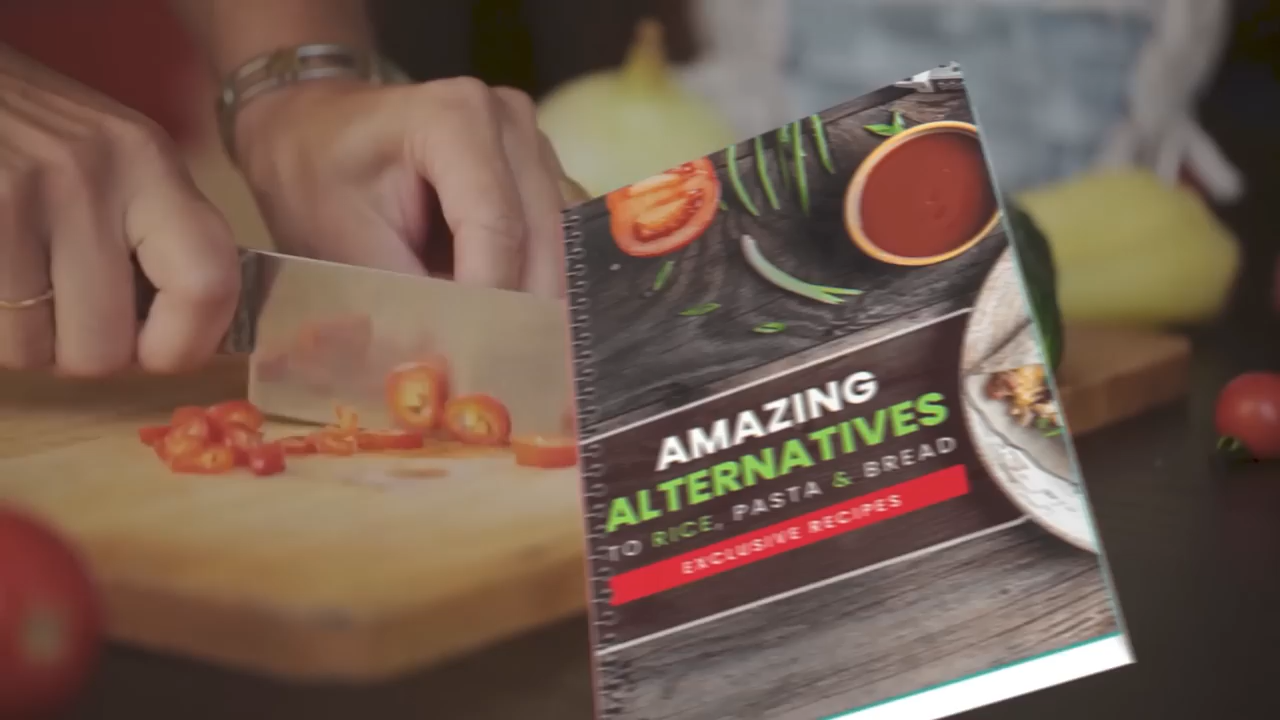 AMAZING
ALTERNATIVES
TO RICE, PASTA & BREAD
EXCLUSIVE RECIPES